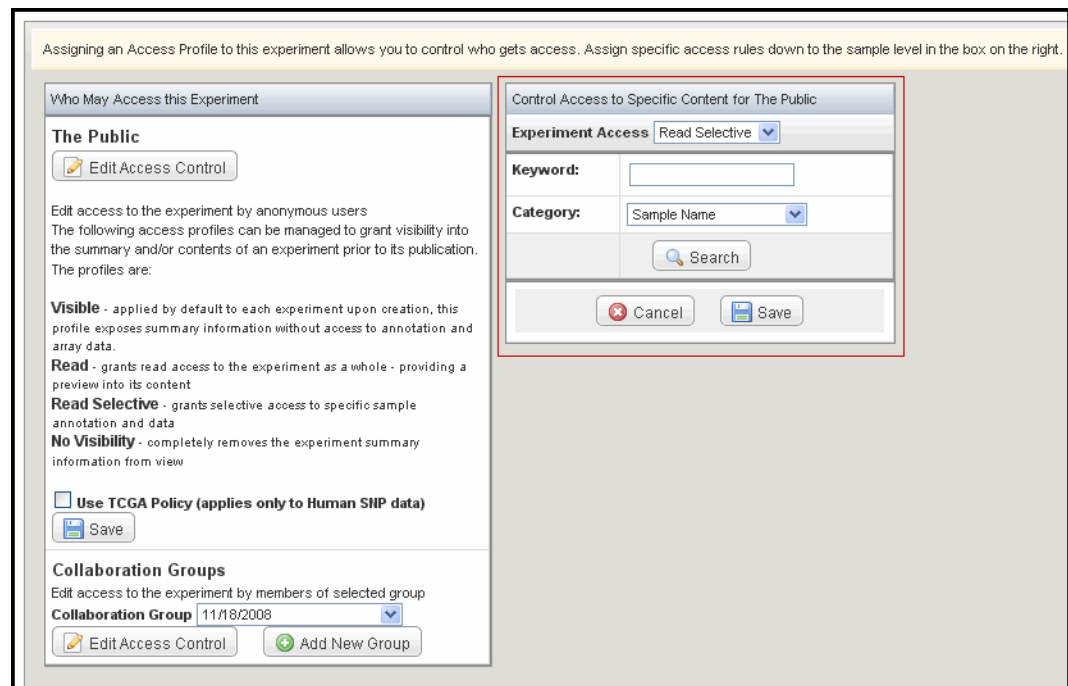 Assigning an Access Profile to this experiment allows you to control who gets access. Assign specific access rules down to the sample level in the box on the right.
Who May Access this Experiment
The Public
Edit Access Control
Edit access to the experiment by anonymous users
The following access profiles can be managed to grant visibility into
the summary and/or contents of an experiment prior to its publication.
The profiles are:
Visible - applied by default to each experiment upon creation, this
profile exposes summary information without access to annotation and
array data.
Read - grants read access to the experiment as a whole - providing a
preview into its content
Read Selective - grants selective access to specific sample
annotation and data
No Visibility - completely removes the experiment summary
information from view
Use TCGA Policy (applies only to Human SNP data)
Save
Collaboration Groups
Edit access to the experiment by members of selected group
Collaboration Group 11/18/2008
Edit Access Control Add New Group
Control Access to Specific Content for The Public
Experiment Access Read Selective
Keyword:
Category: Sample Name
Search
Cancel Save